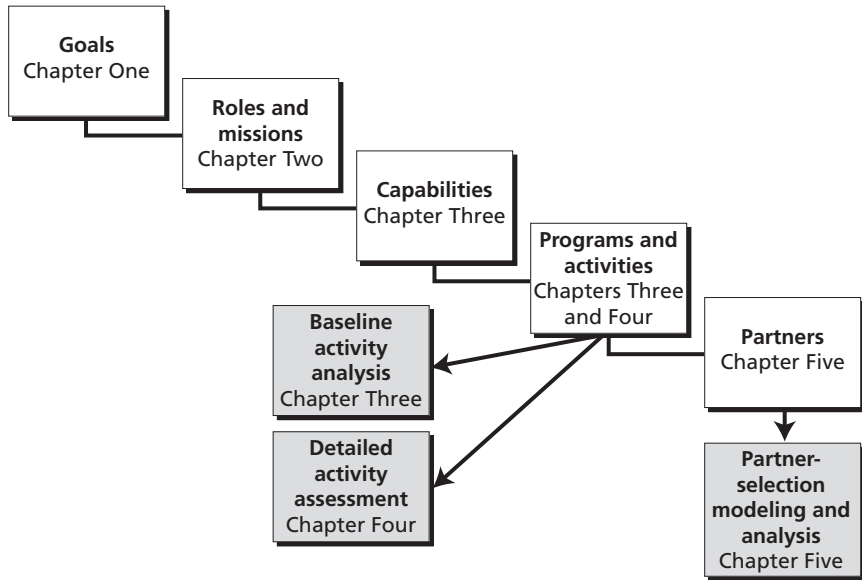 Goals
Chapter One
Roles and
missions
Chapter Two
Capabilities
Chapter Three
Programs and
activities
Chapters Three
and Four
Partners
Chapter Five
Baseline
activity
analysis
Chapter Three
Detailed
activity
assessment
Chapter Four
Partner-
selection
modeling and
analysis
Chapter Five